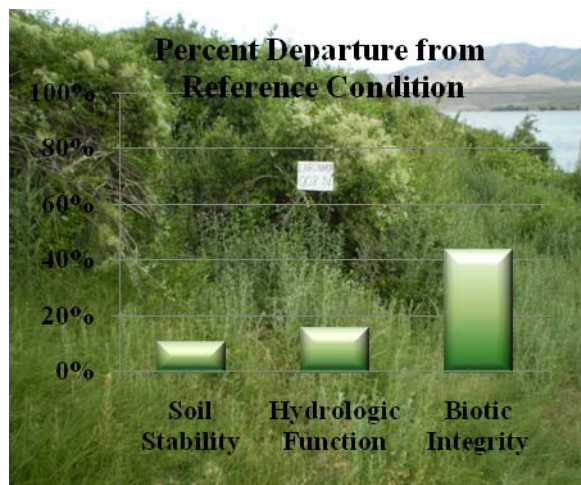 Percent Departure from
Reference Condition
100%
80%
60%
40%
20%
0%
Soil
Stability
Hydrologic
Function
Biotic
Integrity